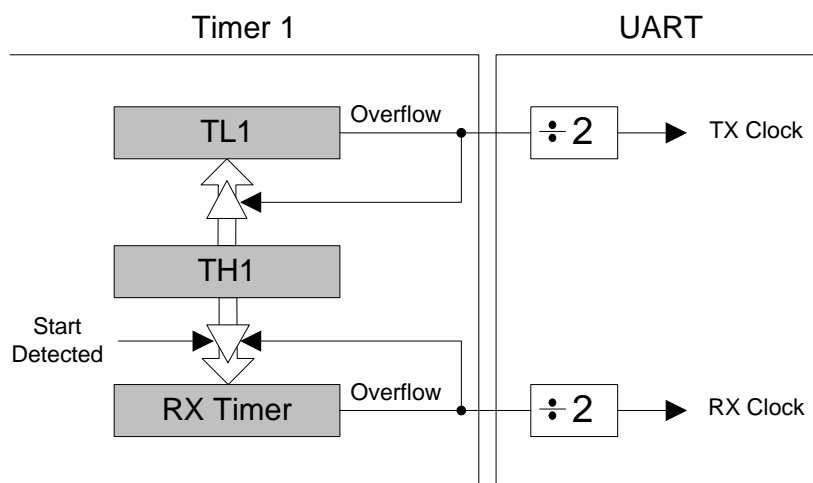 Timer 1
UART
TL1
Overflow
÷2
TX Clock
TH1
Start
Detected
RX Timer
Overflow
÷2
RX Clock